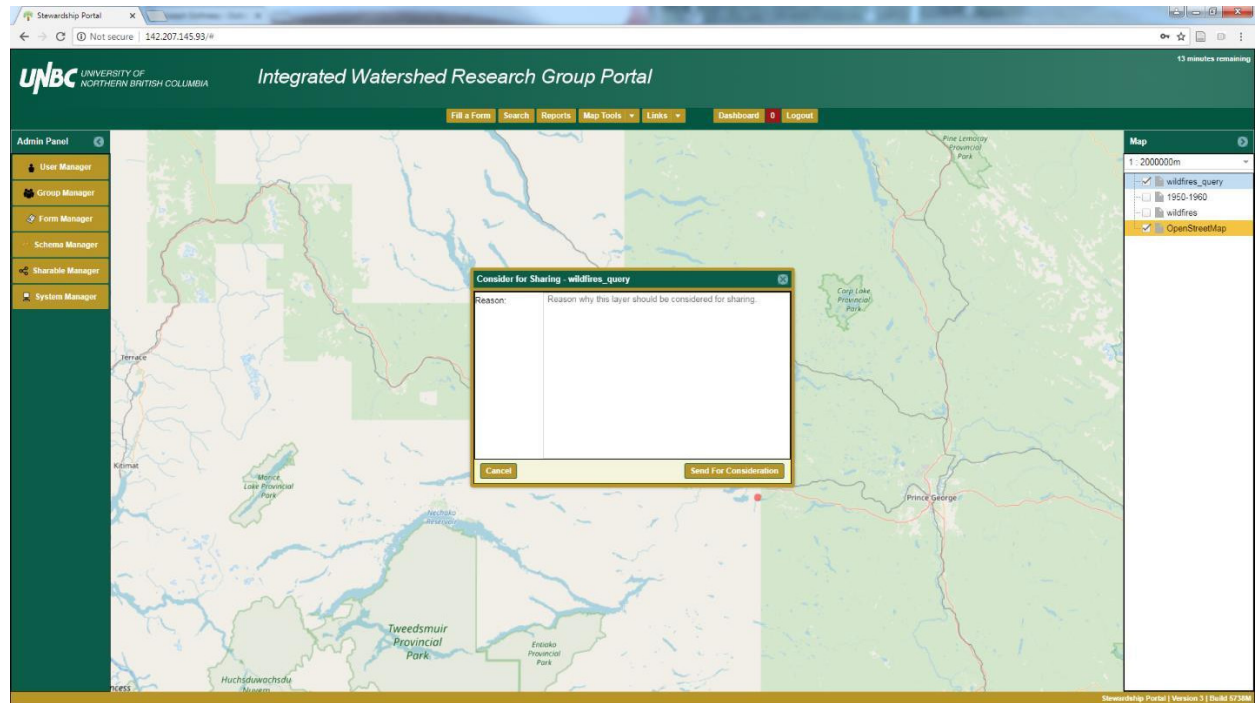 Stewardship Portal
Not secure | 142.207.145.93/#
13 minutes remaining
UNBC UNIVERSITY OF
NORTHERN BRITISH COLUMBIA
Integrated Watershed Research Group Portal
Fill a Form Search Reports Map Tools Links Dashboard 0 Logout
Admin Panel
User Manager
Group Manager
Form Manager
Schema Manager
Sharable Manager
System Manager
Map
1 : 2000000m
wildfires_query
1950-1960
wildfires
OpenStreetMap
Pine Lemoray
Provincial
Park
Consider for Sharing - wildfires_query
Reason:
Reason why this layer should be considered for sharing.
Cancel
Send For Consideration
Carp Lake
Provincial
Park
Terrace
Kitimat
Morice
Lake Provincial
Park
Nechako
Reservoir
Prince George
Tweedsmuir
Provincial
Park
Entiako
Provincial
Park
Huchsduwachsdu
Nuyem
ncess
Stewardship Portal | Version 3 | Build 5738M